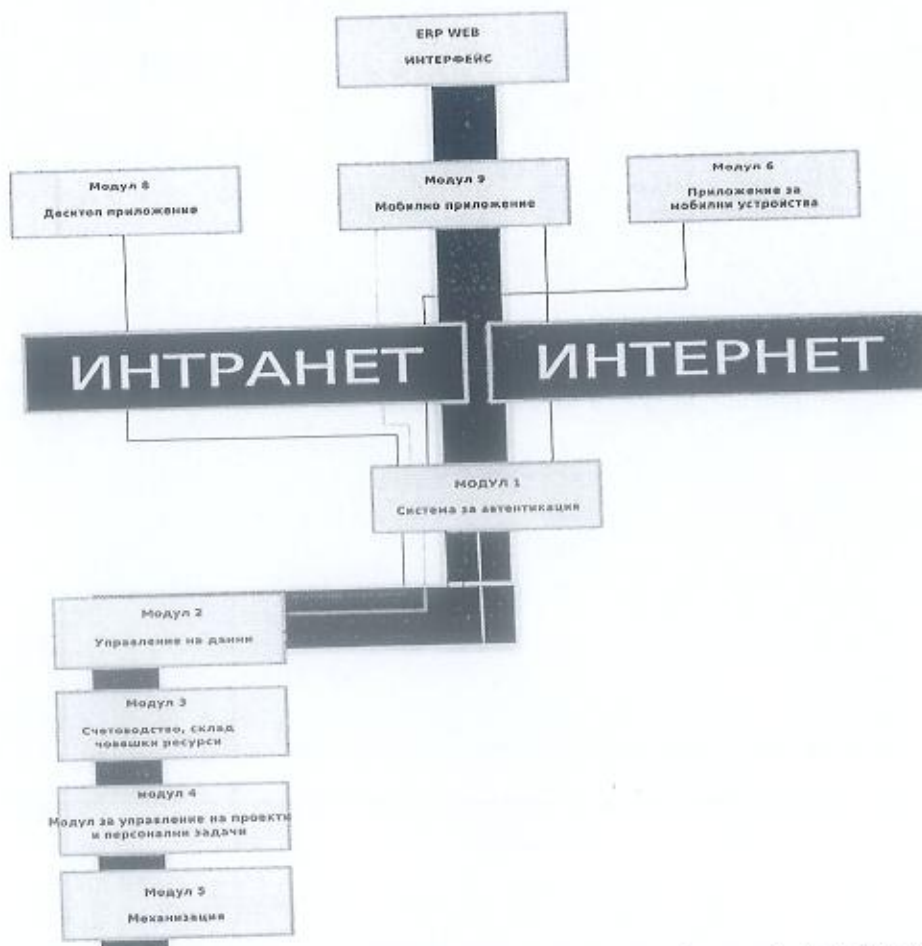 ERP WEB
ИНТЕРФЕЙС
Модул 8
Десктоп приложение
Модул 9
Мобилно приложение
Модул 6
Приложение за
мобилни устройства
ИНТРАНЕТ
ИНТЕРНЕТ
МОДУЛ 1
Система за автентикация
Модул 2
Управление на данни
Модул 3
Счетоводство, склад
човешки ресурси
модул 4
Модул за управление на проекти
и персонални задачи
Модул 5
Механизация